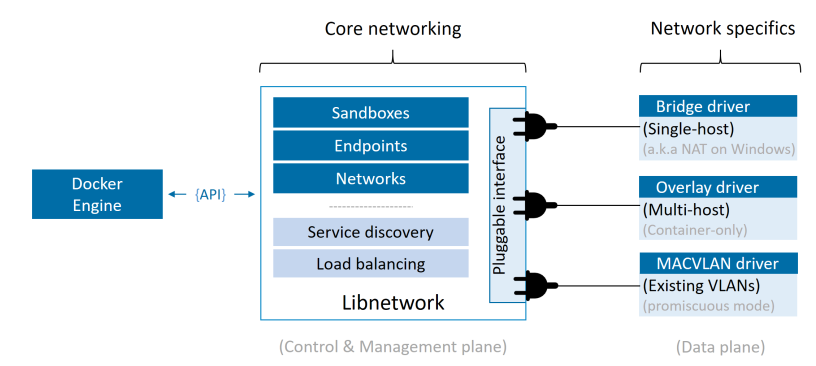 Core networking
Network specifics
Docker
Engine
{API}
Sandboxes
Endpoints
Networks
Service discovery
Load balancing
Libnetwork
Pluggable interface
Bridge driver
(Single-host)
(a.k.a NAT on Windows)
Overlay driver
(Multi-host)
(Container-only)
MACVLAN driver
(Existing VLANs)
(promiscuous mode)
(Control & Management plane)
(Data plane)